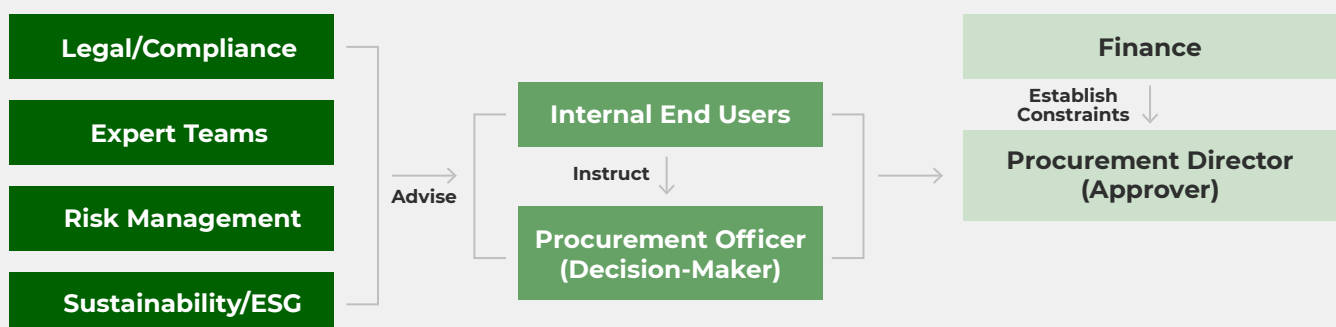 Legal/Compliance
Expert Teams
Risk Management
Sustainability/ESG
Advise
Internal End Users
Instruct
Procurement Officer
(Decision-Maker)
Finance
Establish
Constraints
Procurement Director
(Approver)